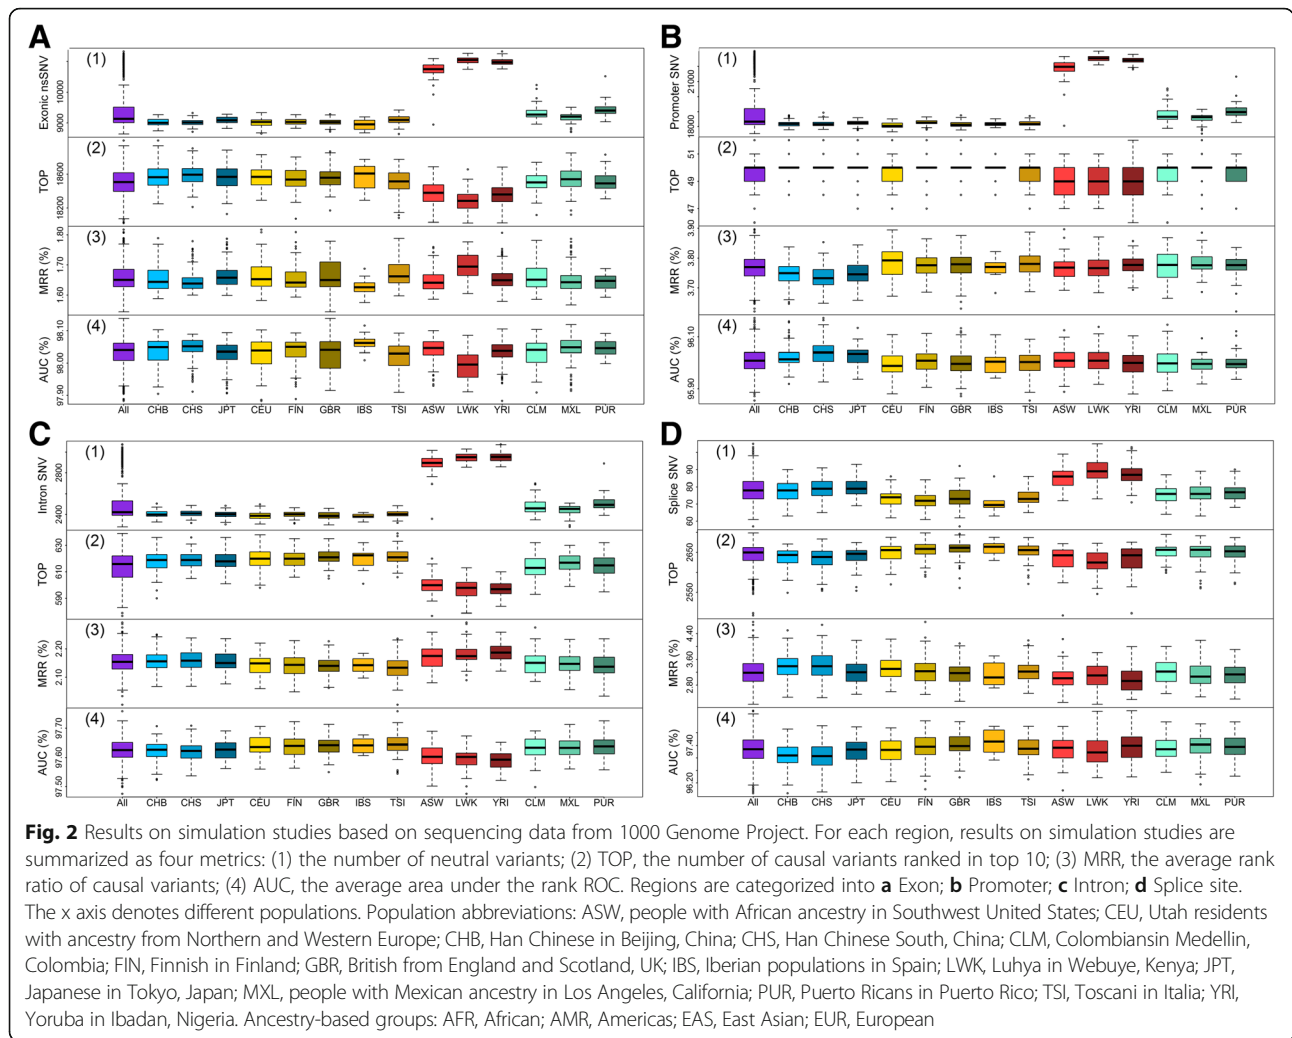 A
(1)
Exonic nsSNV
9000 10000
(2)
TOP
18200 18600
(3)
MRR (%)
.60 .70 1.80
(4)
AUC (%)
97.90 98.00 98.10
All CHB CHS JPT CEU FIN GBR IBS TSI ASW LWK YRI CLM MXL PUR
B
(1)
Promoter SNV
18000 21000
(2)
TOP
47 49 51
(3)
MRR (%)
3.70 3.80 3.90
(4)
AUC (%)
95.90 96.10
All CHB CHS JPT CEU FIN GBR IBS TSI ASW LWK YRI CLM MXL PUR
C
(1)
Intron SNV
2400 2800
(2)
TOP
590 610 630
(3)
MRR (%)
2.10 2.20
(4)
AUC (%)
97.50 97.60 97.70
All CHB CHS JPT CEU FIN GBR IBS TSI ASW LWK YRI CLM MXL PUR
D
(1)
Splice SNV
60 70 80 90
(2)
TOP
2550 2650
(3)
MRR (%)
2.80 3.60 4.40
(4)
AUC (%)
96.20 97.40
All CHB CHS JPT CEU FIN GBR IBS TSI ASW LWK YRI CLM MXL PUR
Fig. 2 Results on simulation studies based on sequencing data from 1000 Genome Project. For each region, results on simulation studies are
summarized as four metrics: (1) the number of neutral variants; (2) TOP, the number of causal variants ranked in top 10; (3) MRR, the average rank
ratio of causal variants; (4) AUC, the average area under the rank ROC. Regions are categorized into a Exon; b Promoter; c Intron; d Splice site.
The x axis denotes different populations. Population abbreviations: ASW, people with African ancestry in Southwest United States; CEU, Utah residents
with ancestry from Northern and Western Europe; CHB, Han Chinese in Beijing, China; CHS, Han Chinese South, China; CLM, Colombiansin Medellin,
Colombia; FIN, Finnish in Finland; GBR, British from England and Scotland, UK; IBS, Iberian populations in Spain; LWK, Luhya in Webuye, Kenya; JPT,
Japanese in Tokyo, Japan; MXL, people with Mexican ancestry in Los Angeles, California; PUR, Puerto Ricans in Puerto Rico; TSI, Toscani in Italia; YRI,
Yoruba in Ibadan, Nigeria. Ancestry-based groups: AFR, African; AMR, Americas; EAS, East Asian; EUR, European